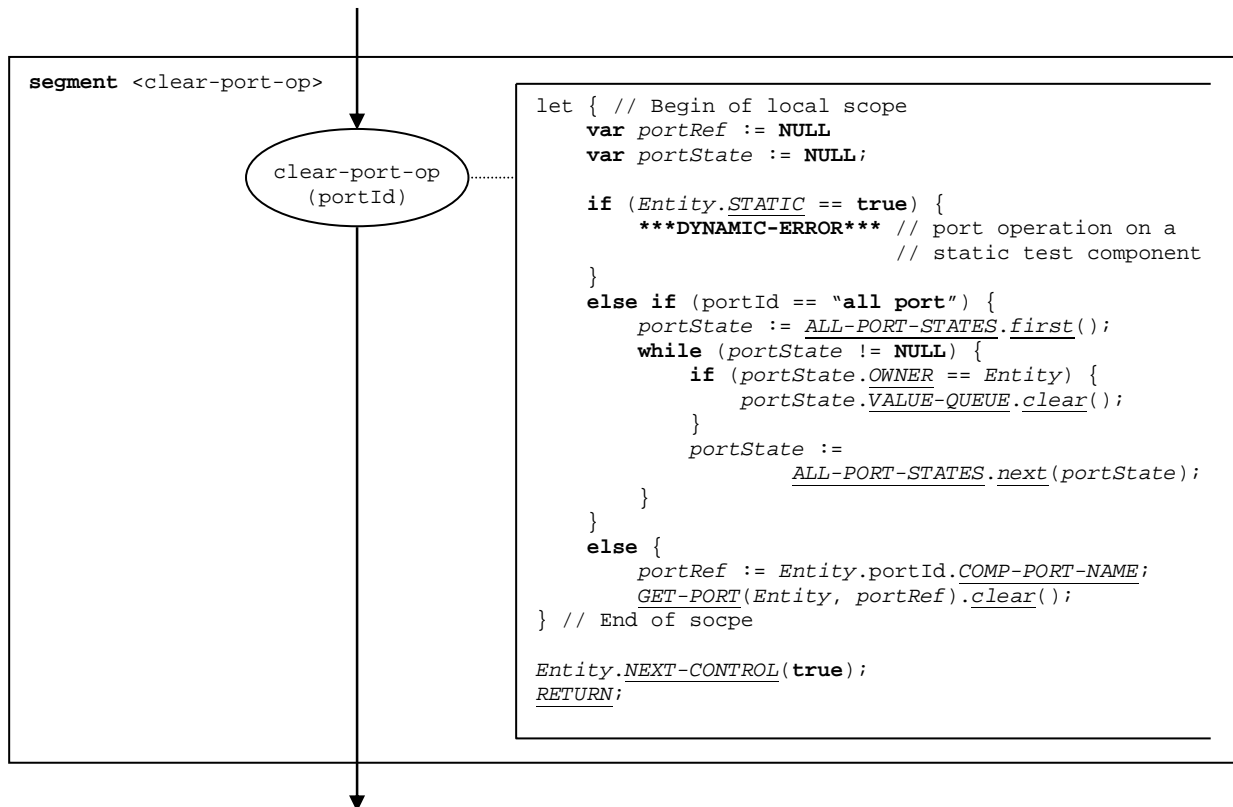 segment <clear-port-op>
clear-port-op
(portId)
let { // Begin of local scope
var portRef := NULL
var portState := NULL;
if (Entity.STATIC == true) {
***DYNAMIC-ERROR*** // port operation on a
// static test component
}
else if (portId == “all port”) {
portState := ALL-PORT-STATES.first();
while (portState != NULL) {
if (portState.OWNER == Entity) {
portState.VALUE-QUEUE.clear();
}
portState :=
ALL-PORT-STATES.next(portState);
}
}
else {
portRef := Entity.portId.COMP-PORT-NAME;
GET-PORT(Entity, portRef).clear();
} // End of socpe
Entity.NEXT-CONTROL(true);
RETURN;